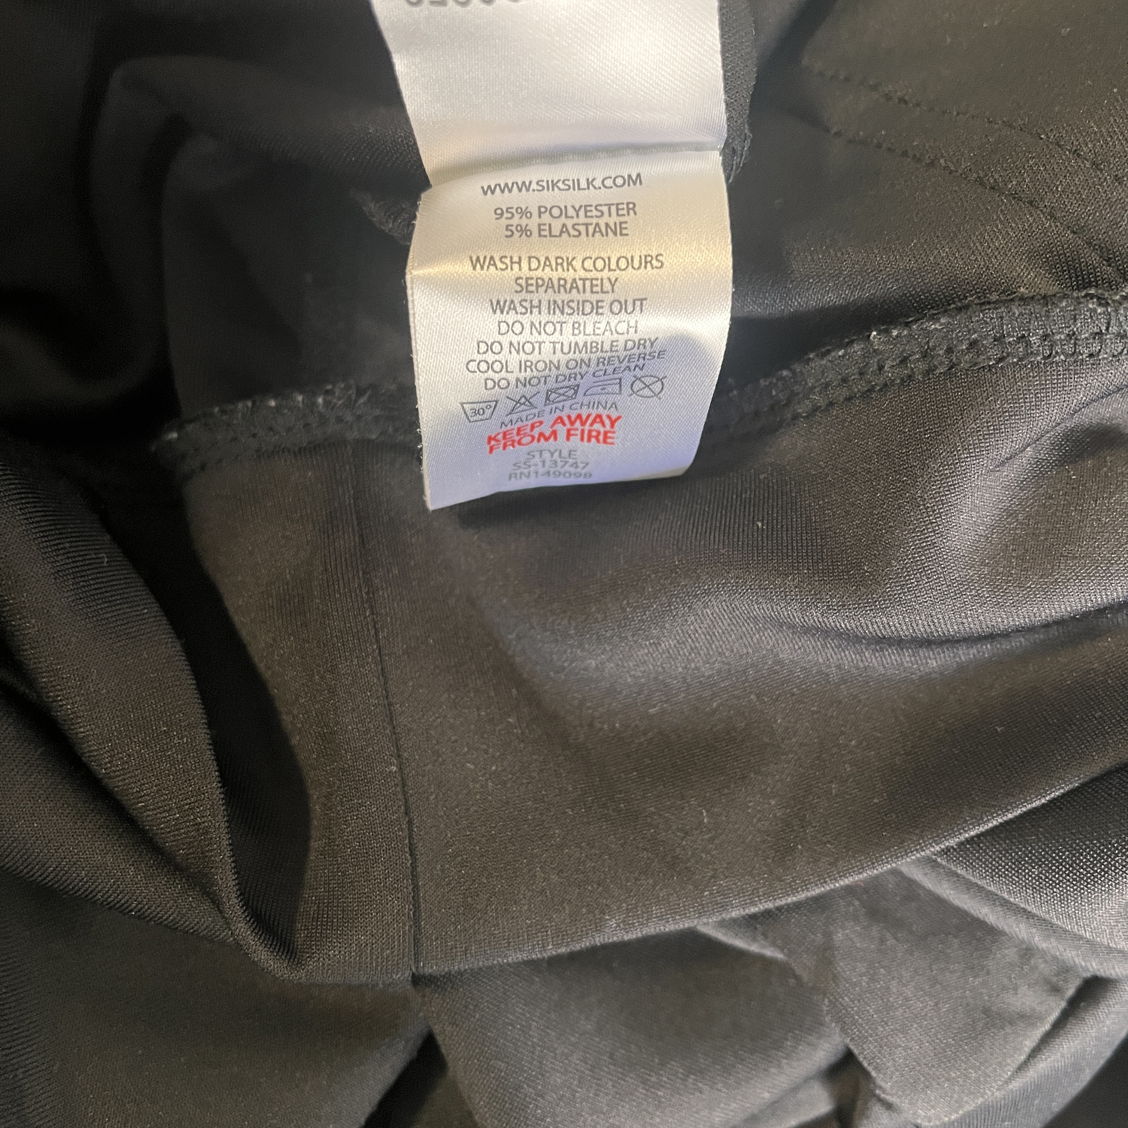 WWW.SIKSILK.COM
95% POLYESTER
5% ELASTANE
WASH DARK COLOURS
SEPARATELY
WASH INSIDE OUT
DO NOT BLEACH
DO NOT TUMBLE DRY
COOL IRON ON REVERSE
DO NOT DRY CLEAN
30°
MADE IN CHINA
KEEP AWAY
FROM FIRE
STYLE
SS-13747
RN149098